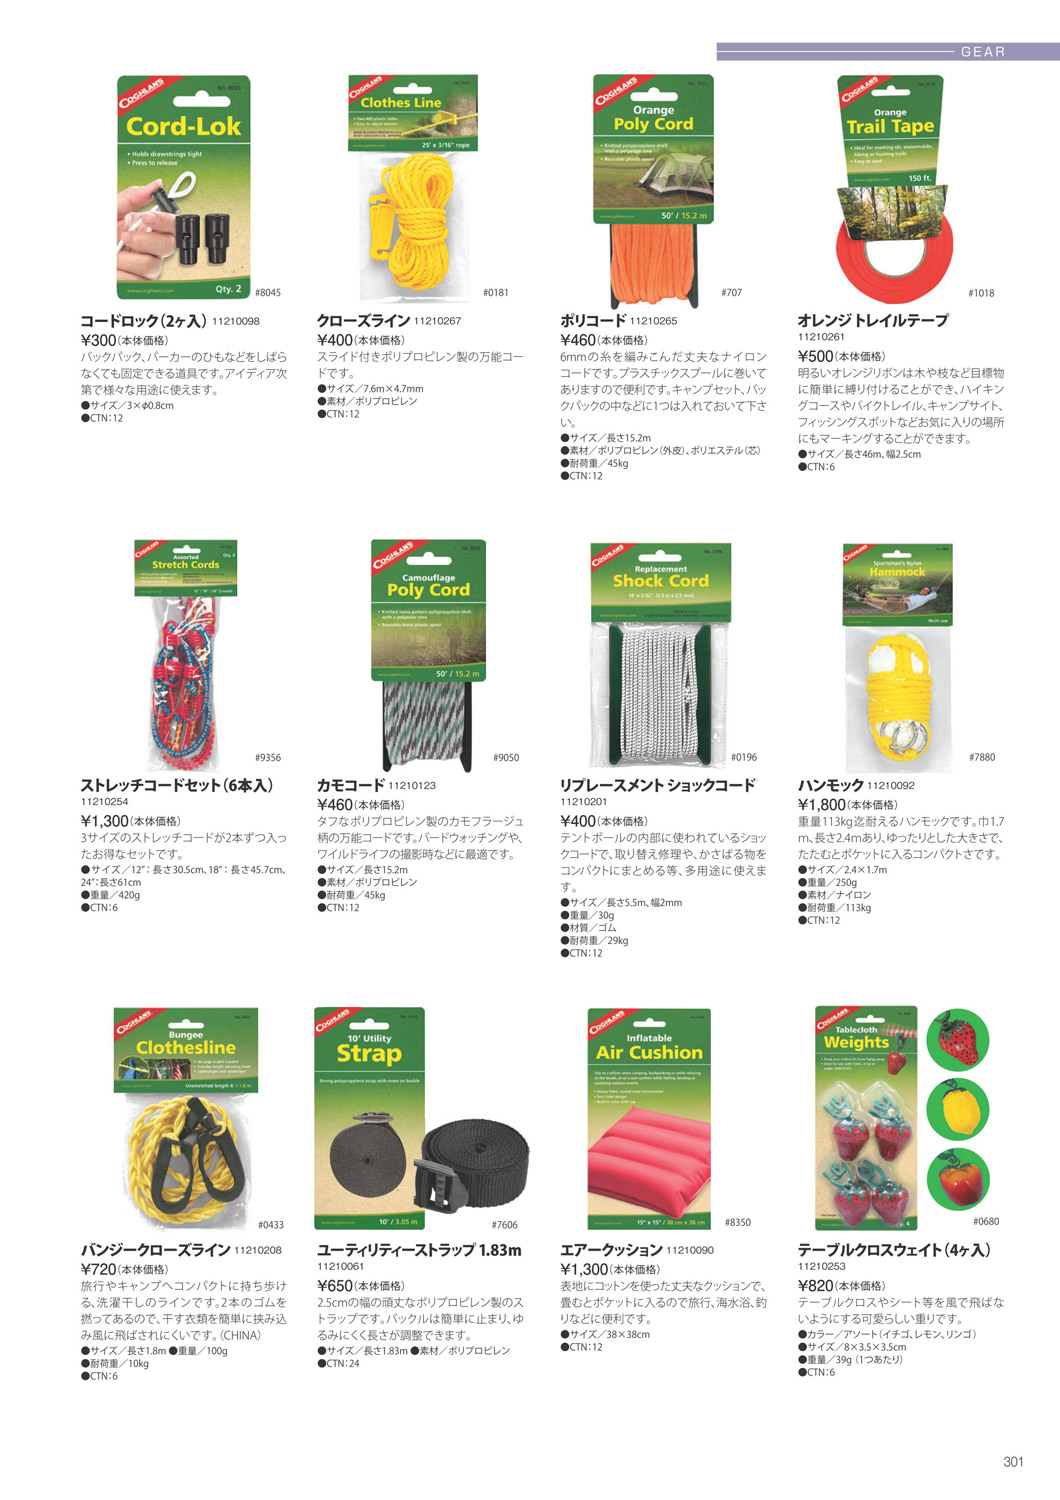 GEAR
COGHLAN'S
No. 8045
Cord-Lok
• Holds drawstrings tight
• Press to release
www.coghlans.com
Qty. 2
#8045
コードロック（2ヶ入） 11210098
¥300（本体価格）
バックパック、パーカーのひもなどをしばら
なくても固定できる道具です。アイディア次
第で様々な用途に使えます。
●サイズ／3×φ0.8cm
●CTN：12
COGHLAN'S
Clothes Line
• Two ABS plastic slides
• Easy to adjust tension
25' x 3/16" rope
#0181
クローズライン 11210267
¥400（本体価格）
スライド付きポリプロピレン製の万能コー
ドです。
●サイズ／7.6m×4.7mm
●素材／ポリプロピレン
●CTN：12
COGHLAN'S
Orange
Poly Cord
• Knitted polypropylene shell
with a polyester core
• Reusable plastic spool
50' / 15.2 m
#707
ポリコード 11210265
¥460（本体価格）
6mmの糸を編みこんだ丈夫なナイロン
コードです。プラスチックスプールに巻いて
ありますので便利です。キャンプセット、バッ
クパックの中などに1つは入れておいて下さ
い。
●サイズ／長さ15.2m
●素材／ポリプロピレン（外皮）、ポリエステル（芯）
●耐荷重／45kg
●CTN：12
COGHLAN'S
Orange
Trail Tape
• Ideal for marking ski, snowmobile,
hiking or hunting trails
• Easy to spot
150 ft.
#1018
オレンジ トレイルテープ
11210261
¥500（本体価格）
明るいオレンジリボンは木や枝など目標物
に簡単に縛り付けることができ、ハイキン
グコースやバイクトレイル、キャンプサイト、
フィッシングスポットなどお気に入りの場所
にもマーキングすることができます。
●サイズ／長さ46m、幅2.5cm
●CTN：6
COGHLAN'S
Assorted
Stretch Cords
Qty. 6
#9356
ストレッチコードセット（6本入）
11210254
¥1,300（本体価格）
3サイズのストレッチコードが2本ずつ入っ
たお得なセットです。
●サイズ／12"：長さ30.5cm、18"：長さ45.7cm、
24"：長さ61cm
●重量／420g
●CTN：6
COGHLAN'S
Camouflage
Poly Cord
• Knitted camo pattern polypropylene shell
with a polyester core
• Reusable black plastic spool
50' / 15.2 m
#9050
カモコード 11210123
¥460（本体価格）
タフなポリプロピレン製のカモフラージュ
柄の万能コードです。バードウォッチングや、
ワイルドライフの撮影時などに最適です。
●サイズ／長さ15.2m
●素材／ポリプロピレン
●耐荷重／45kg
●CTN：12
COGHLAN'S
Replacement
Shock Cord
#0196
リプレースメント ショックコード
11210201
¥400（本体価格）
テントポールの内部に使われているショッ
クコードで、取り替え修理や、かさばる物を
コンパクトにまとめる等、多用途に使えま
す。
●サイズ／長さ5.5m、幅2mm
●重量／30g
●材質／ゴム
●耐荷重／29kg
●CTN：12
COGHLAN'S
Sportsman's Nylon
Hammock
Multi-use
#7880
ハンモック 11210092
¥1,800（本体価格）
重量113kg迄耐えるハンモックです。巾1.7
m、長さ2.4mあり、ゆったりとした大きさで、
たたむとポケットに入るコンパクトさです。
●サイズ／2.4×1.7m
●重量／250g
●素材／ナイロン
●耐荷重／113kg
●CTN：12
COGHLAN'S
Bungee
Clothesline
Unstretched length 6' / 1.8 m
#0433
バンジークローズライン 11210208
¥720（本体価格）
旅行やキャンプへコンパクトに持ち歩け
る、洗濯干しのラインです。2本のゴムを
撚ってあるので、干す衣類を簡単に挟み込
み風に飛ばされにくいです。（CHINA）
●サイズ／長さ1.8m ●重量／100g
●耐荷重／10kg
●CTN：6
COGHLAN'S
10' Utility
Strap
Strong polypropylene strap with cam buckle
10' / 3.05 m
#7606
ユーティリティーストラップ 1.83m
11210061
¥650（本体価格）
2.5cmの幅の頑丈なポリプロピレン製のス
トラップです。バックルは簡単に止まり、ゆ
るみにくく長さが調整できます。
●サイズ／長さ1.83m ●素材／ポリプロピレン
●CTN：24
COGHLAN'S
Inflatable
Air Cushion
15" x 15" / 38 cm x 38 cm
#8350
エアークッション 11210090
¥1,300（本体価格）
表地にコットンを使った丈夫なクッションで、
畳むとポケットに入るので旅行、海水浴、釣
りなどに便利です。
●サイズ／38×38cm
●CTN：12
COGHLAN'S
Tablecloth
Weights
#0680
テーブルクロスウェイト（4ヶ入）
11210253
¥820（本体価格）
テーブルクロスやシート等を風で飛ばな
いようにする可愛らしい重りです。
●カラー／アソート（イチゴ、レモン、リンゴ）
●サイズ／8×3.5×3.5cm
●重量／39g （1つあたり）
●CTN：6
301